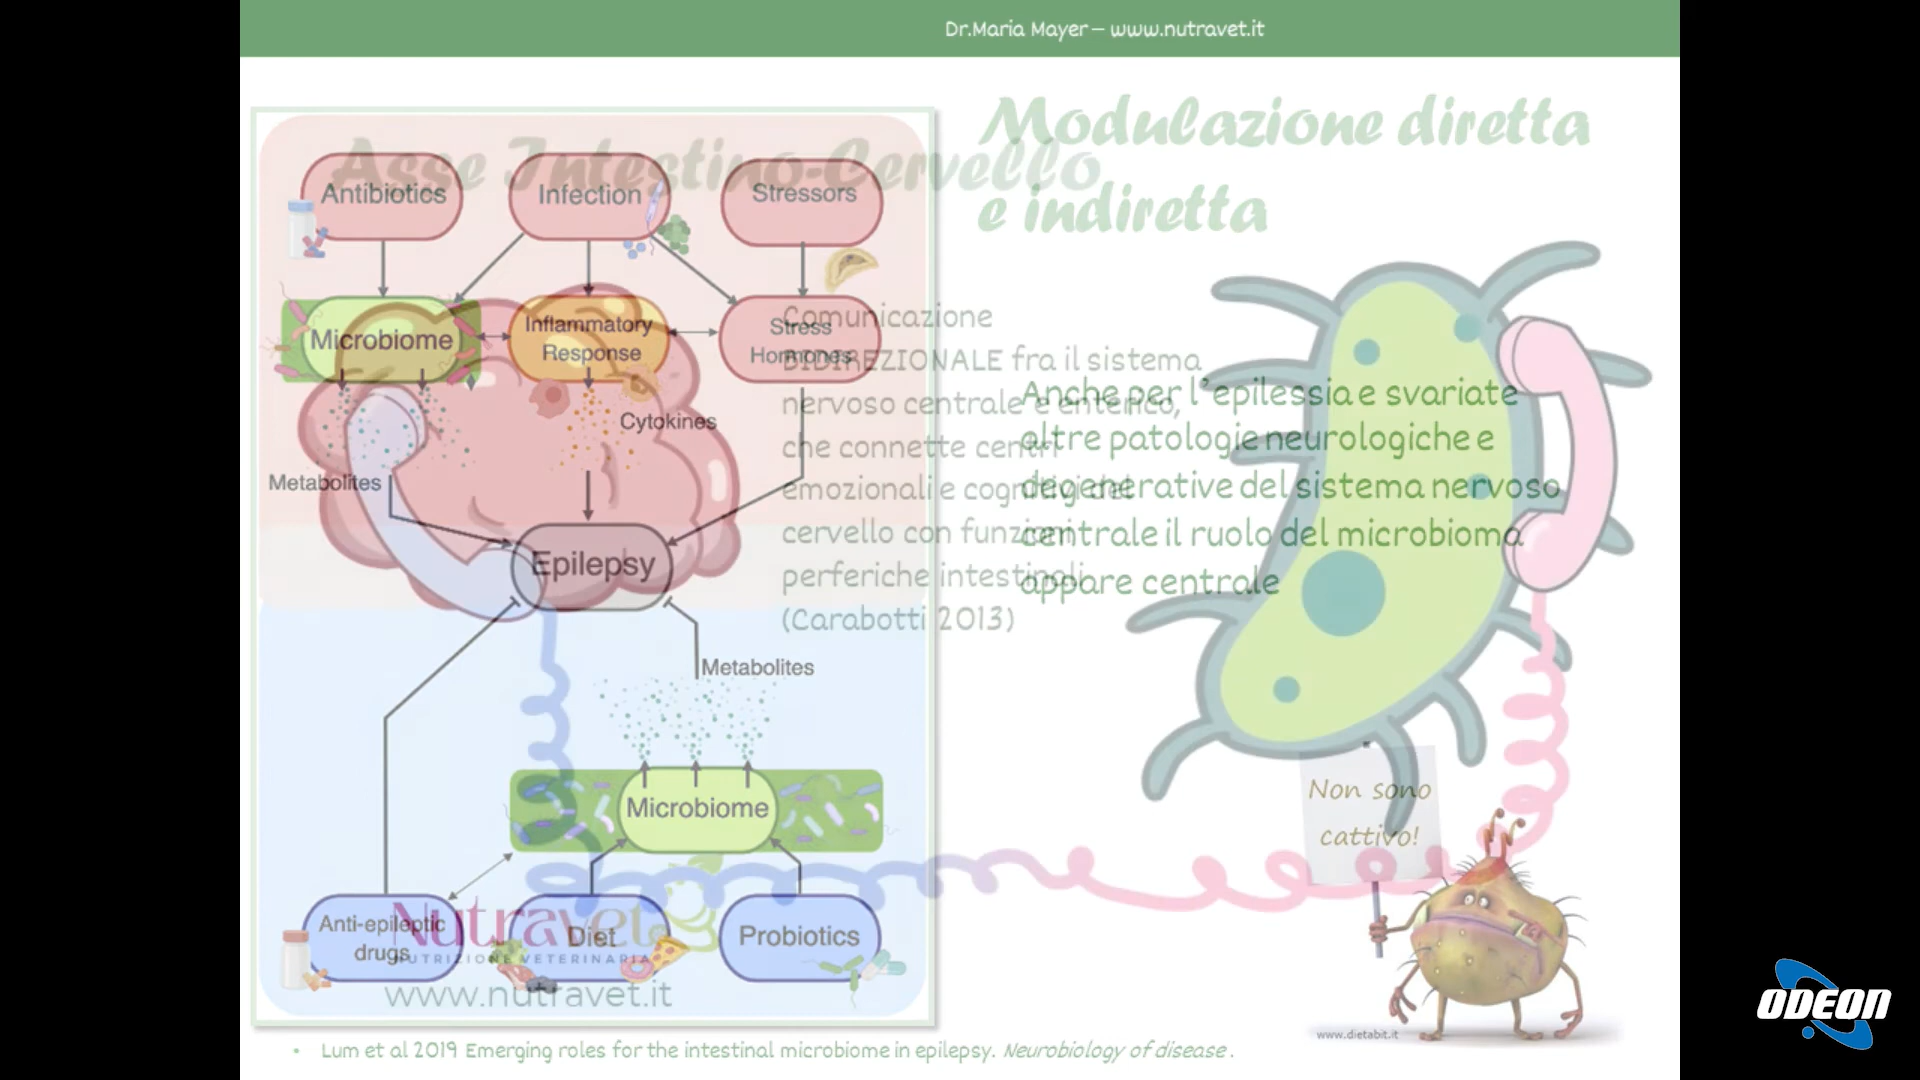 Dr.Maria Mayer – www.nutravet.it
Modulazione diretta
e indiretta
Asse Intestino-Cervello
Antibiotics
Infection
Stressors
Microbiome
Inflammatory
Response
Stress
Hormones
Cytokines
Metabolites
Epilepsy
Metabolites
Microbiome
Anti-epileptic
drugs
Diet
Probiotics
Comunicazione
BIDIREZIONALE fra il sistema
nervoso centrale e enterico,
che connette centri
emozionali e cognitivi del
cervello con funzioni
perferiche intestinali
(Carabotti 2013)
Anche per l’epilessia e svariate
altre patologie neurologiche e
degenerative del sistema nervoso
centrale il ruolo del microbioma
appare centrale
Non sono
cattivo!
www.dietabit.it
Nutravet
NUTRIZIONE VETERINARIA
www.nutravet.it
• Lum et al 2019 Emerging roles for the intestinal microbiome in epilepsy. Neurobiology of disease .
ODEON